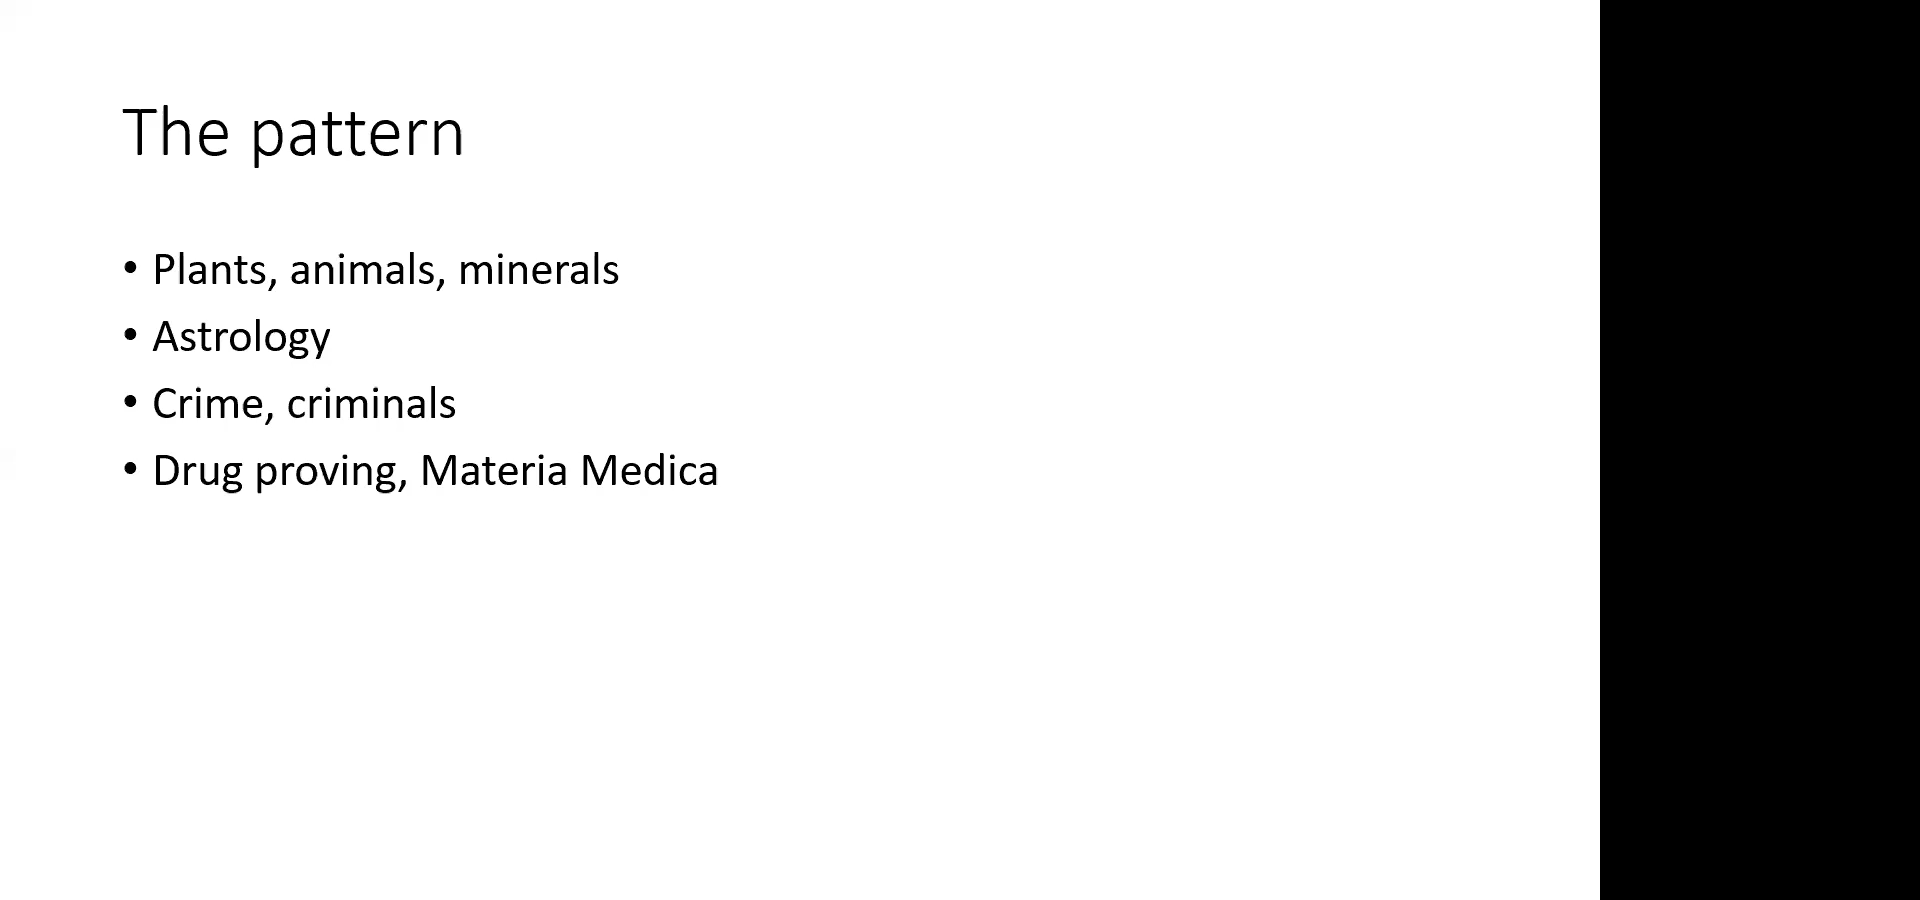 The pattern
• Plants, animals, minerals
• Astrology
• Crime, criminals
• Drug proving, Materia Medica